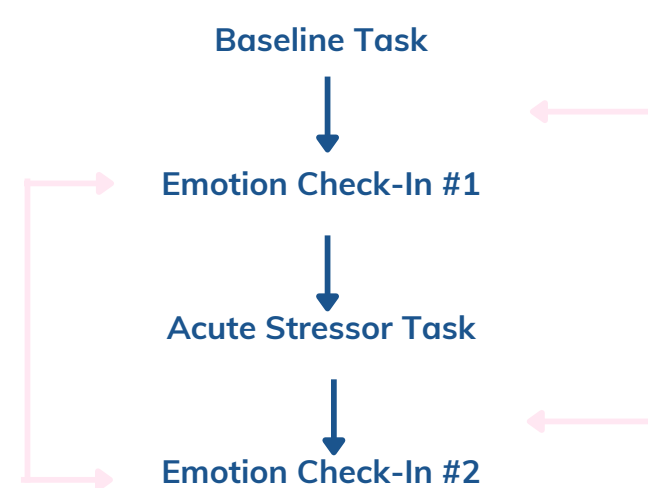 Baseline Task
Emotion Check-In #1
Acute Stressor Task
Emotion Check-In #2